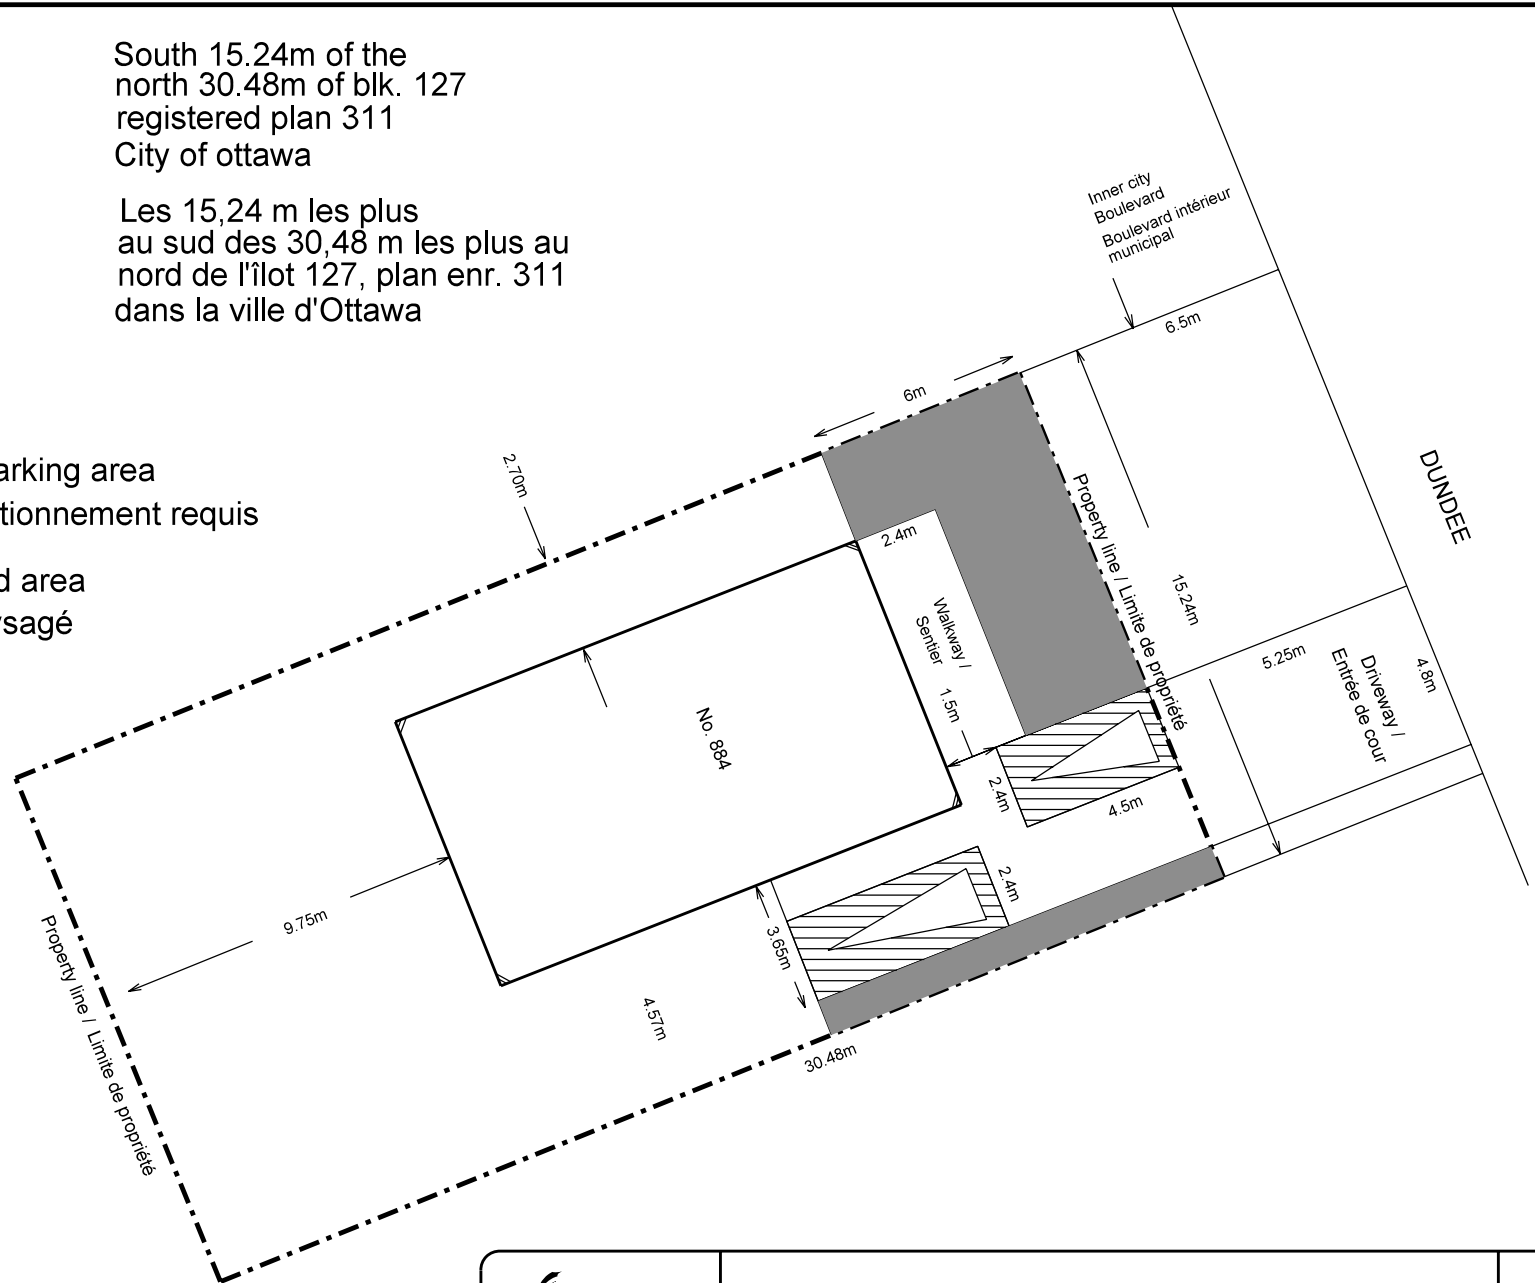 South 15.24m of the
north 30.48m of blk. 127
registered plan 311
City of ottawa
Les 15,24 m les plus
au sud des 30,48 m les plus au
nord de l'îlot 127, plan enr. 311
dans la ville d'Ottawa
Inner city
Boulevard
Boulevard intérieur
municipal
6.5m
6m
2.70m
arking area
tionnement requis
d area
sagé
DUNDEE
Property line / Limite de propriété
15.24m
2.4m
Walkway /
Sentier
1.5m
5.25m
Driveway /
Entrée de cour
4.8m
No. 884
2.4m
4.5m
2.4m
3.65m
9.75m
4.57m
30.48m
Property line / Limite de propriété